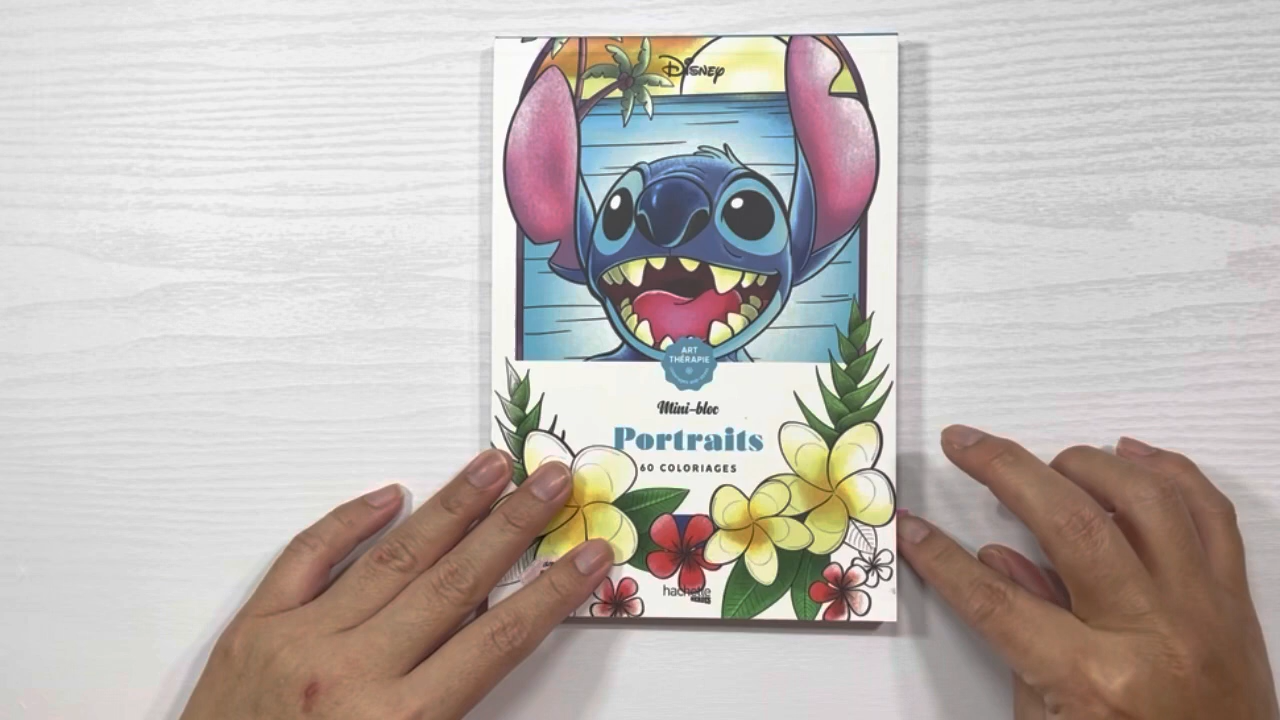 Disney
ART
THÉRAPIE
Mini-bloc
Portraits
60 COLORIAGES
hachette